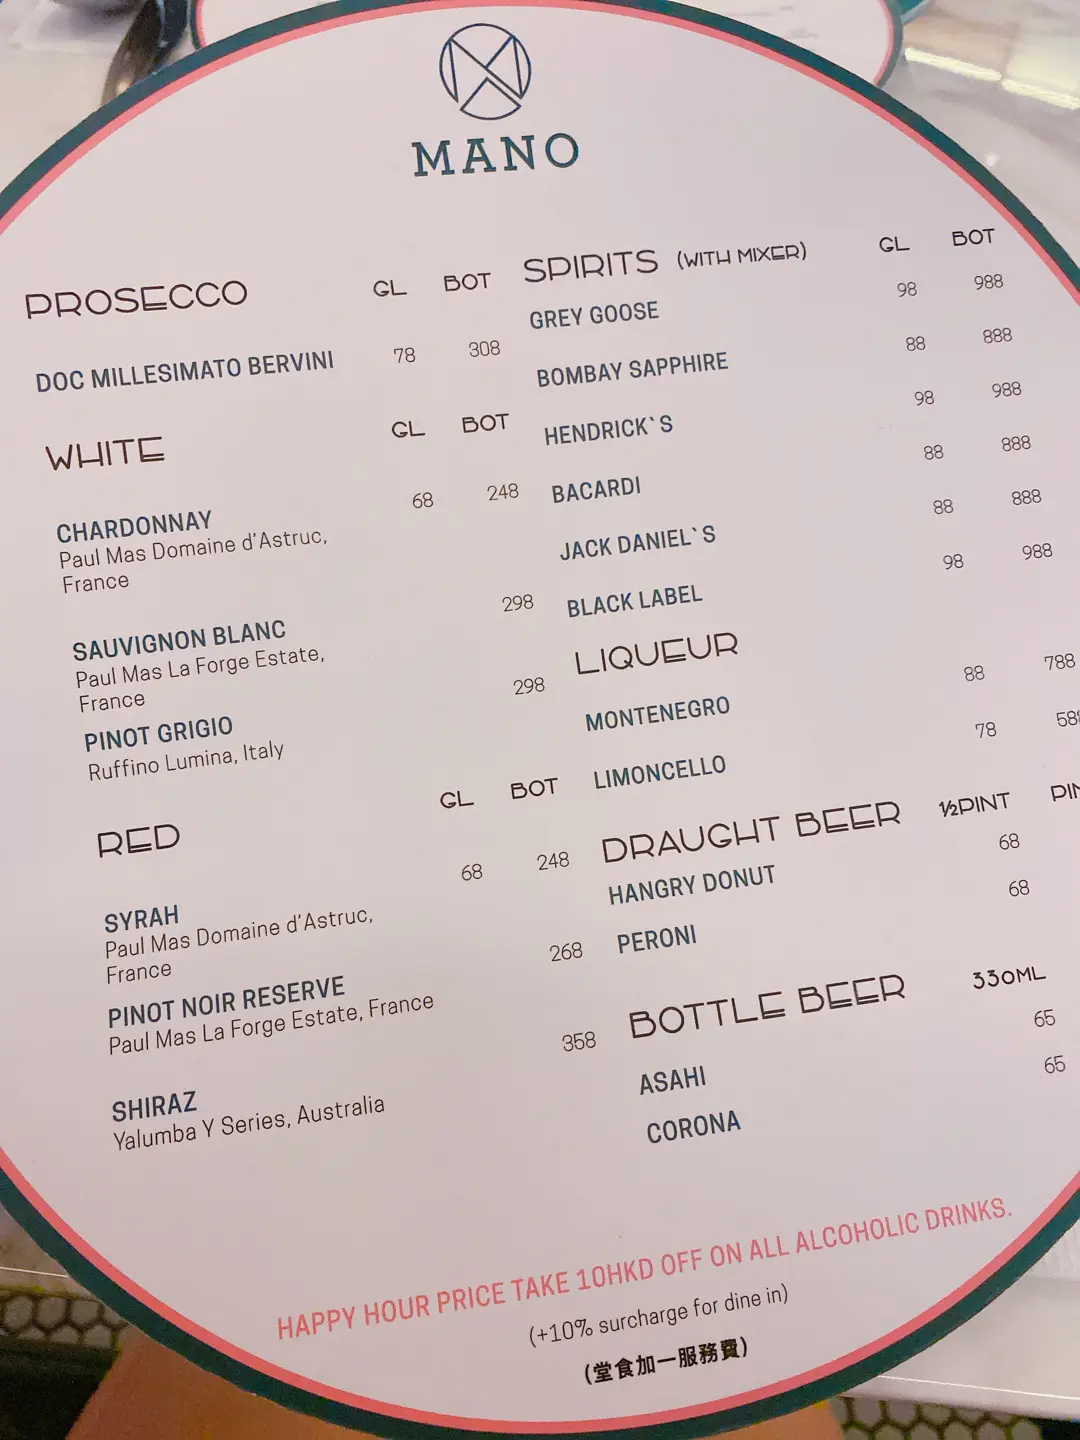 MANO
PROSECCO GL BOT
DOC MILLESIMATO BERVINI 78 308
WHITE GL BOT
CHARDONNAY 68 248
Paul Mas Domaine d'Astruc,
France
SAUVIGNON BLANC 298
Paul Mas La Forge Estate,
France
PINOT GRIGIO 298
Ruffino Lumina, Italy
RED GL BOT
SYRAH 68 248
Paul Mas Domaine d'Astruc,
France
PINOT NOIR RESERVE 268
Paul Mas La Forge Estate, France
SHIRAZ 358
Yalumba Y Series, Australia
SPIRITS (WITH MIXER) GL BOT
GREY GOOSE 98 988
BOMBAY SAPPHIRE 88 888
HENDRICK`S 98 988
BACARDI 88 888
JACK DANIEL`S 88 888
BLACK LABEL 98 988
LIQUEUR
MONTENEGRO 88 788
LIMONCELLO 78
DRAUGHT BEER ½PINT
HANGRY DONUT 68
PERONI 68
BOTTLE BEER 330ML
ASAHI 65
CORONA 65
HAPPY HOUR PRICE TAKE 10HKD OFF ON ALL ALCOHOLIC DRINKS.
(+10% surcharge for dine in)
(堂食加一服務費)